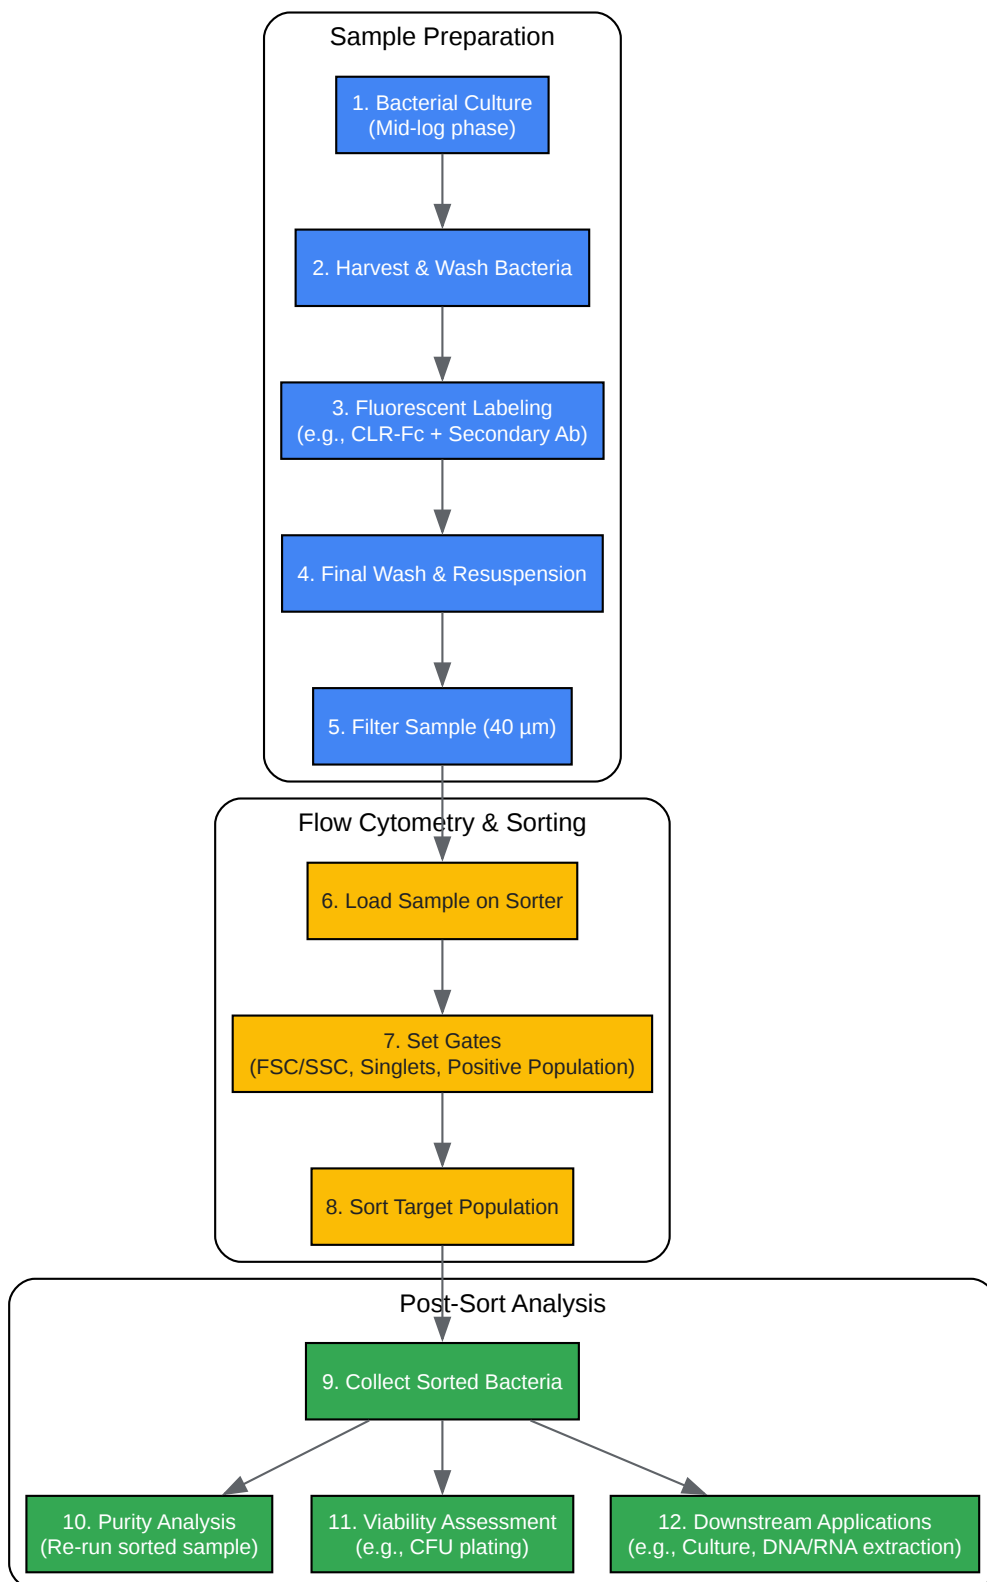 Sample Preparation
1. Bacterial Culture
(Mid-log phase)
2. Harvest & Wash Bacteria
3. Fluorescent Labeling
(e.g., CLR-Fc + Secondary Ab)
4. Final Wash & Resuspension
5. Filter Sample (40 µm)
Flow Cytometry & Sorting
6. Load Sample on Sorter
7. Set Gates
(FSC/SSC, Singlets, Positive Population)
8. Sort Target Population
Post-Sort Analysis
9. Collect Sorted Bacteria
10. Purity Analysis
(Re-run sorted sample)
11. Viability Assessment
(e.g., CFU plating)
12. Downstream Applications
(e.g., Culture, DNA/RNA extraction)